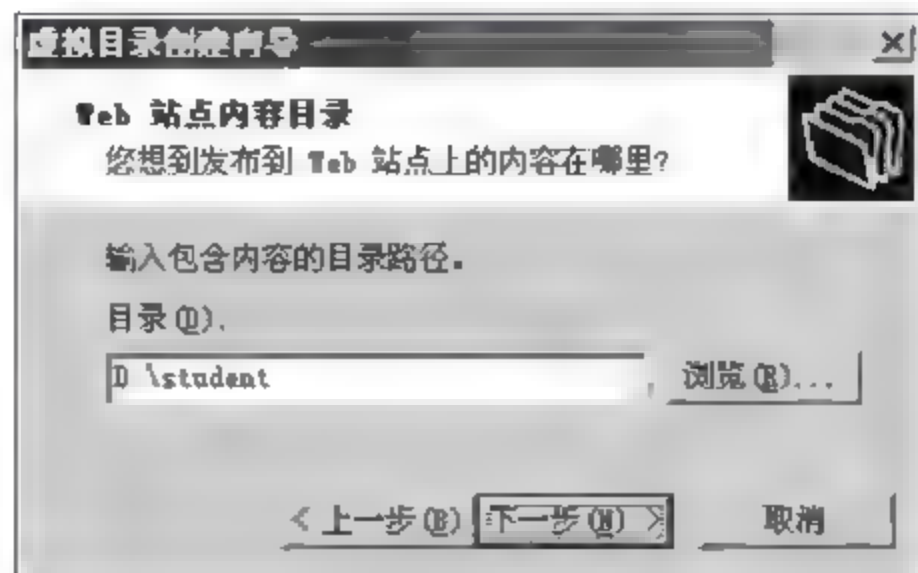 虚拟目录创建向导
Web 站点内容目录
您想到发布到 Web 站点上的内容在哪里?
输入包含内容的目录路径。
目录(D).
D \student
浏览(R)...
< 上一步(B) 下一步(N) > 取消